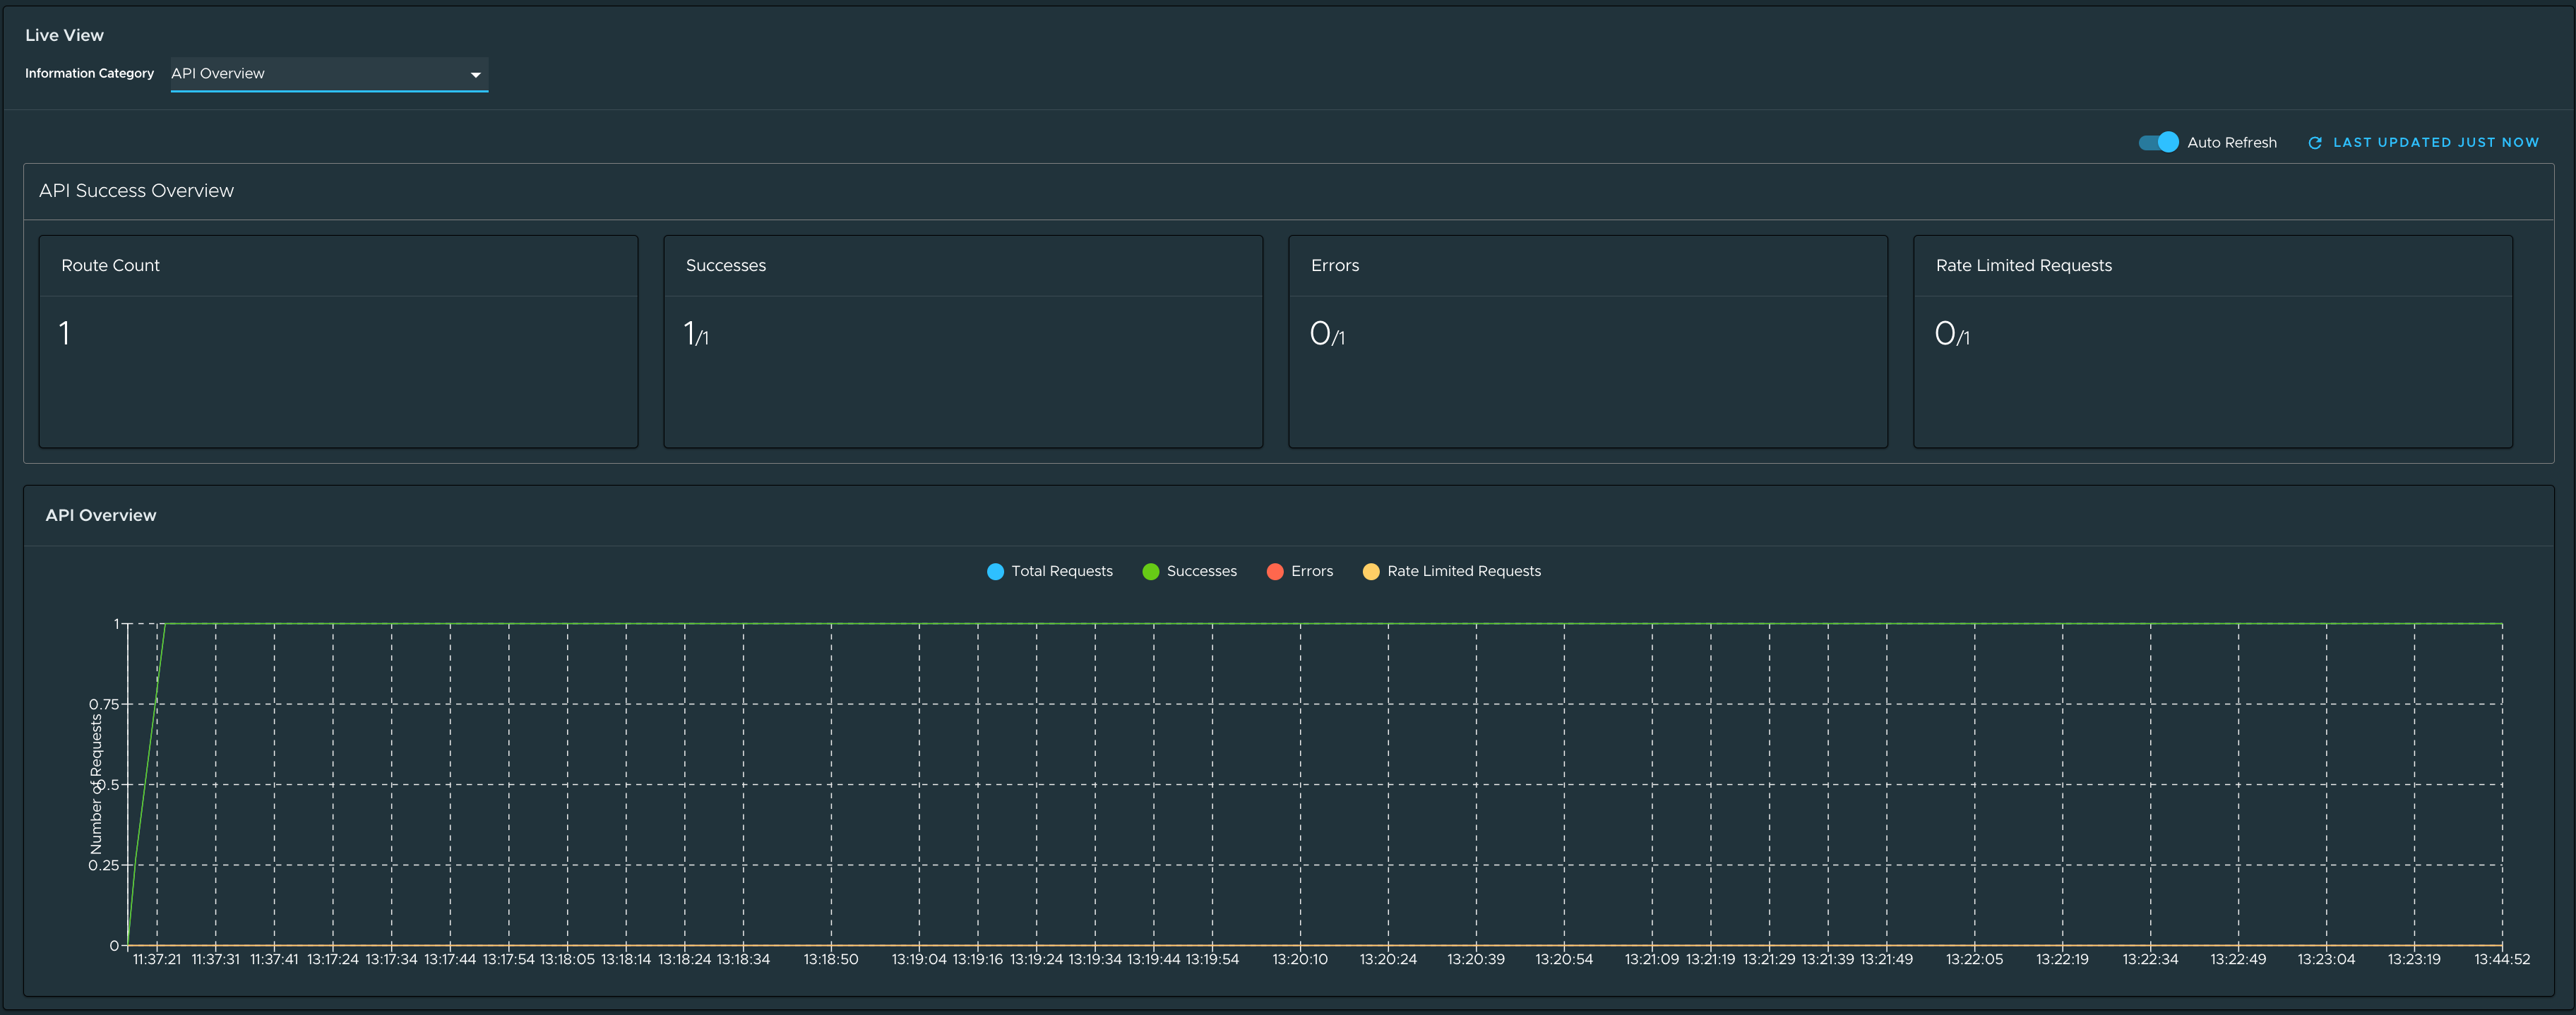 Live View
Information Category API Overview
Auto Refresh LAST UPDATED JUST NOW
API Success Overview
Route Count
1
Successes
1/1
Errors
0/1
Rate Limited Requests
0/1
API Overview
Total Requests Successes Errors Rate Limited Requests
Number of Requests
1
0.75
0.5
0.25
0
11:37:21 11:37:31 11:37:41 13:17:24 13:17:34 13:17:44 13:17:54 13:18:05 13:18:14 13:18:24 13:18:34 13:18:50 13:19:04 13:19:16 13:19:24 13:19:34 13:19:44 13:19:54 13:20:10 13:20:24 13:20:39 13:20:54 13:21:09 13:21:19 13:21:29 13:21:39 13:21:49 13:22:05 13:22:19 13:22:34 13:22:49 13:23:04 13:23:19 13:44:52